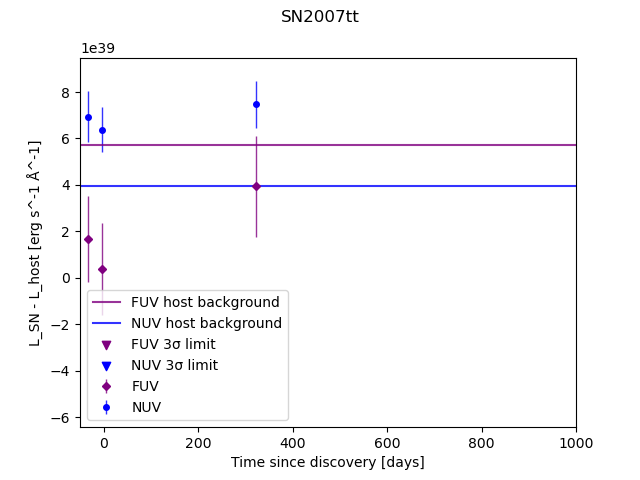 SN2007tt
1e39
L_SN - L_host [erg s^-1 Å^-1]
8
6
4
2
0
−2
−4
−6
FUV host background
NUV host background
FUV 3σ limit
NUV 3σ limit
FUV
NUV
0 200 400 600 800 1000
Time since discovery [days]